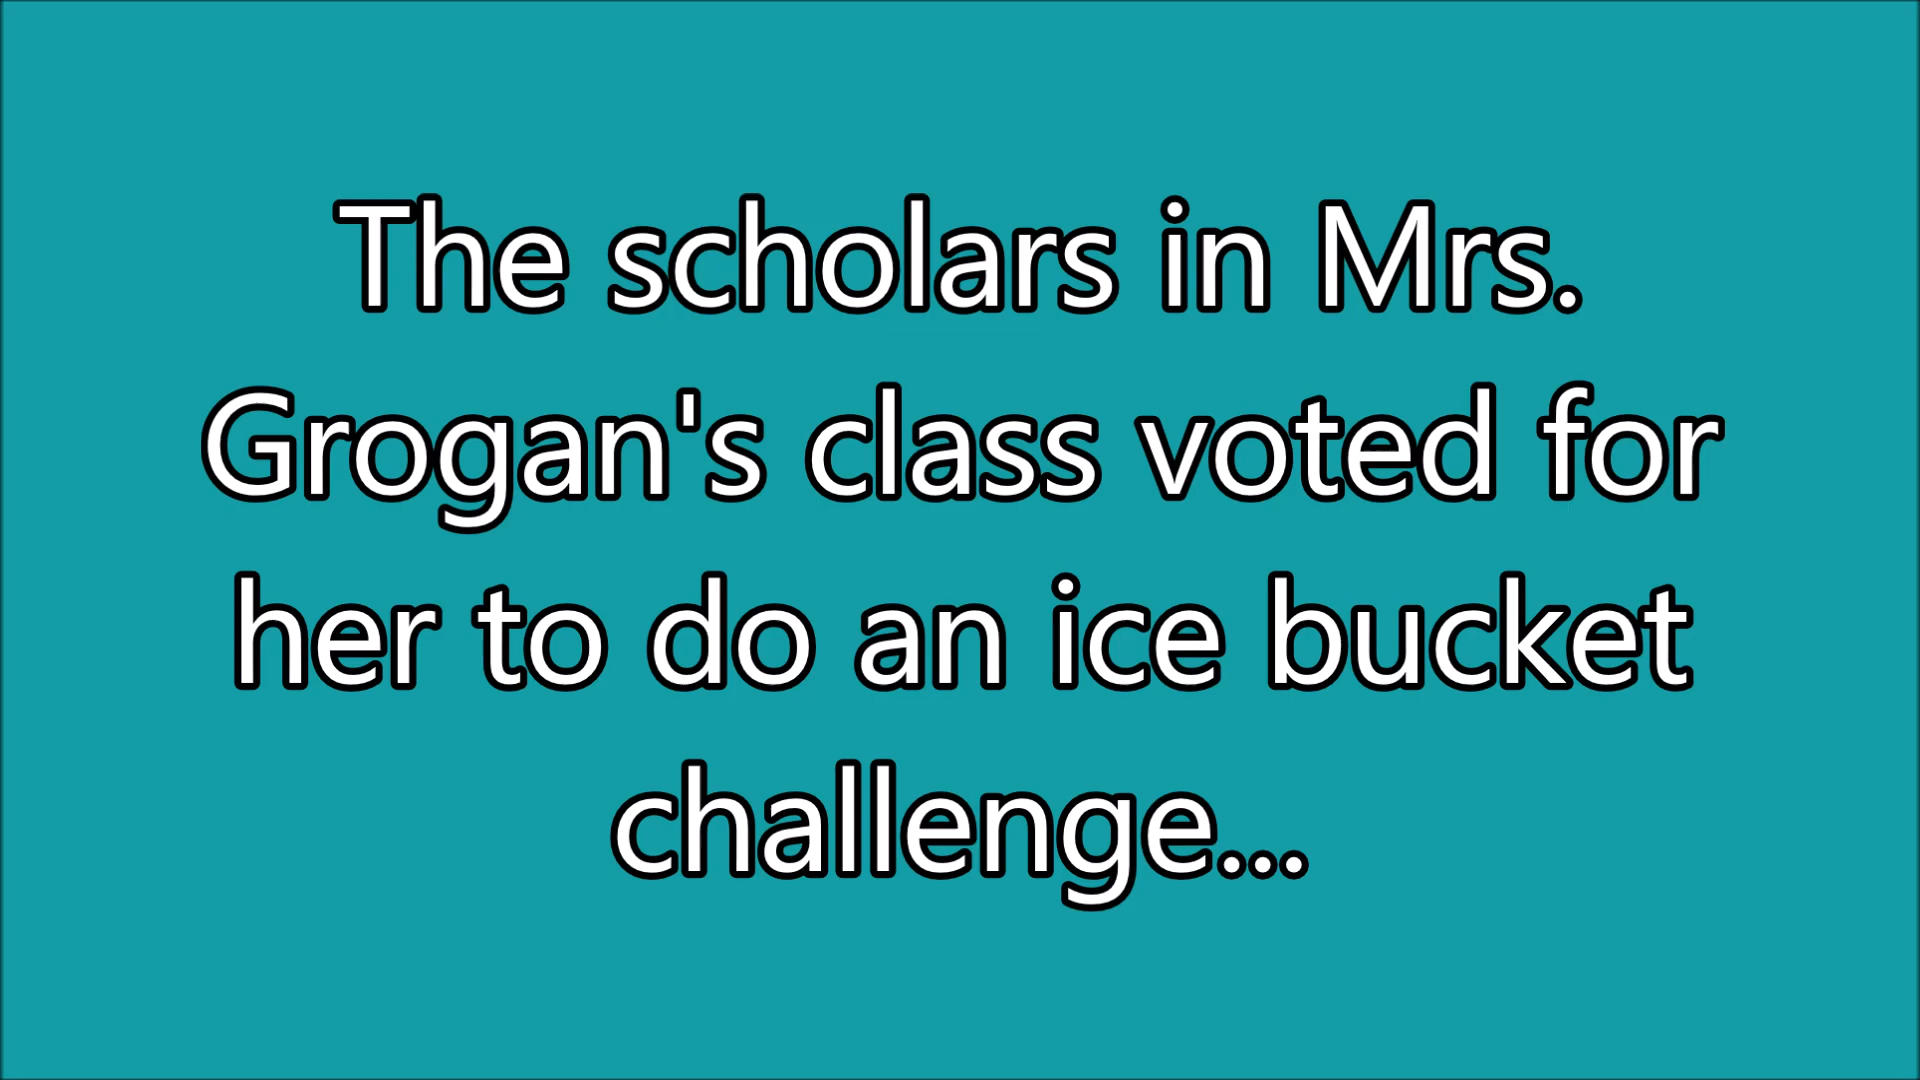 The scholars in Mrs.
Grogan's class voted for
her to do an ice bucket
challenge...